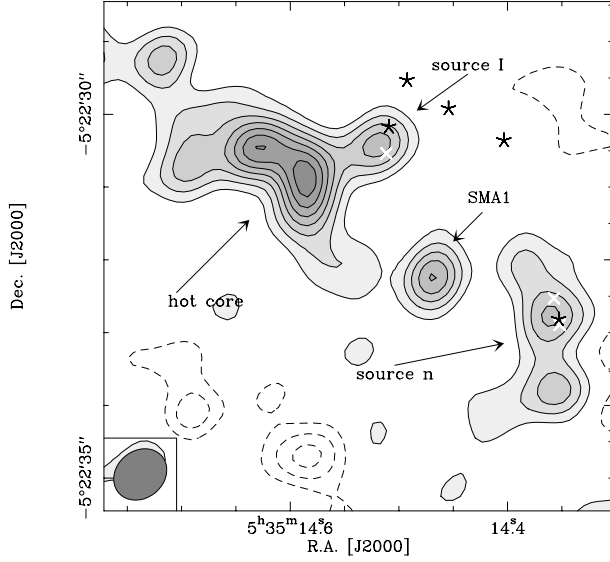 source I
−5°22′30″
SMA1
Dec. [J2000]
hot core
source n
−5°22′35″
5ʰ35ᵐ14ˢ.6
14ˢ.4
R.A. [J2000]